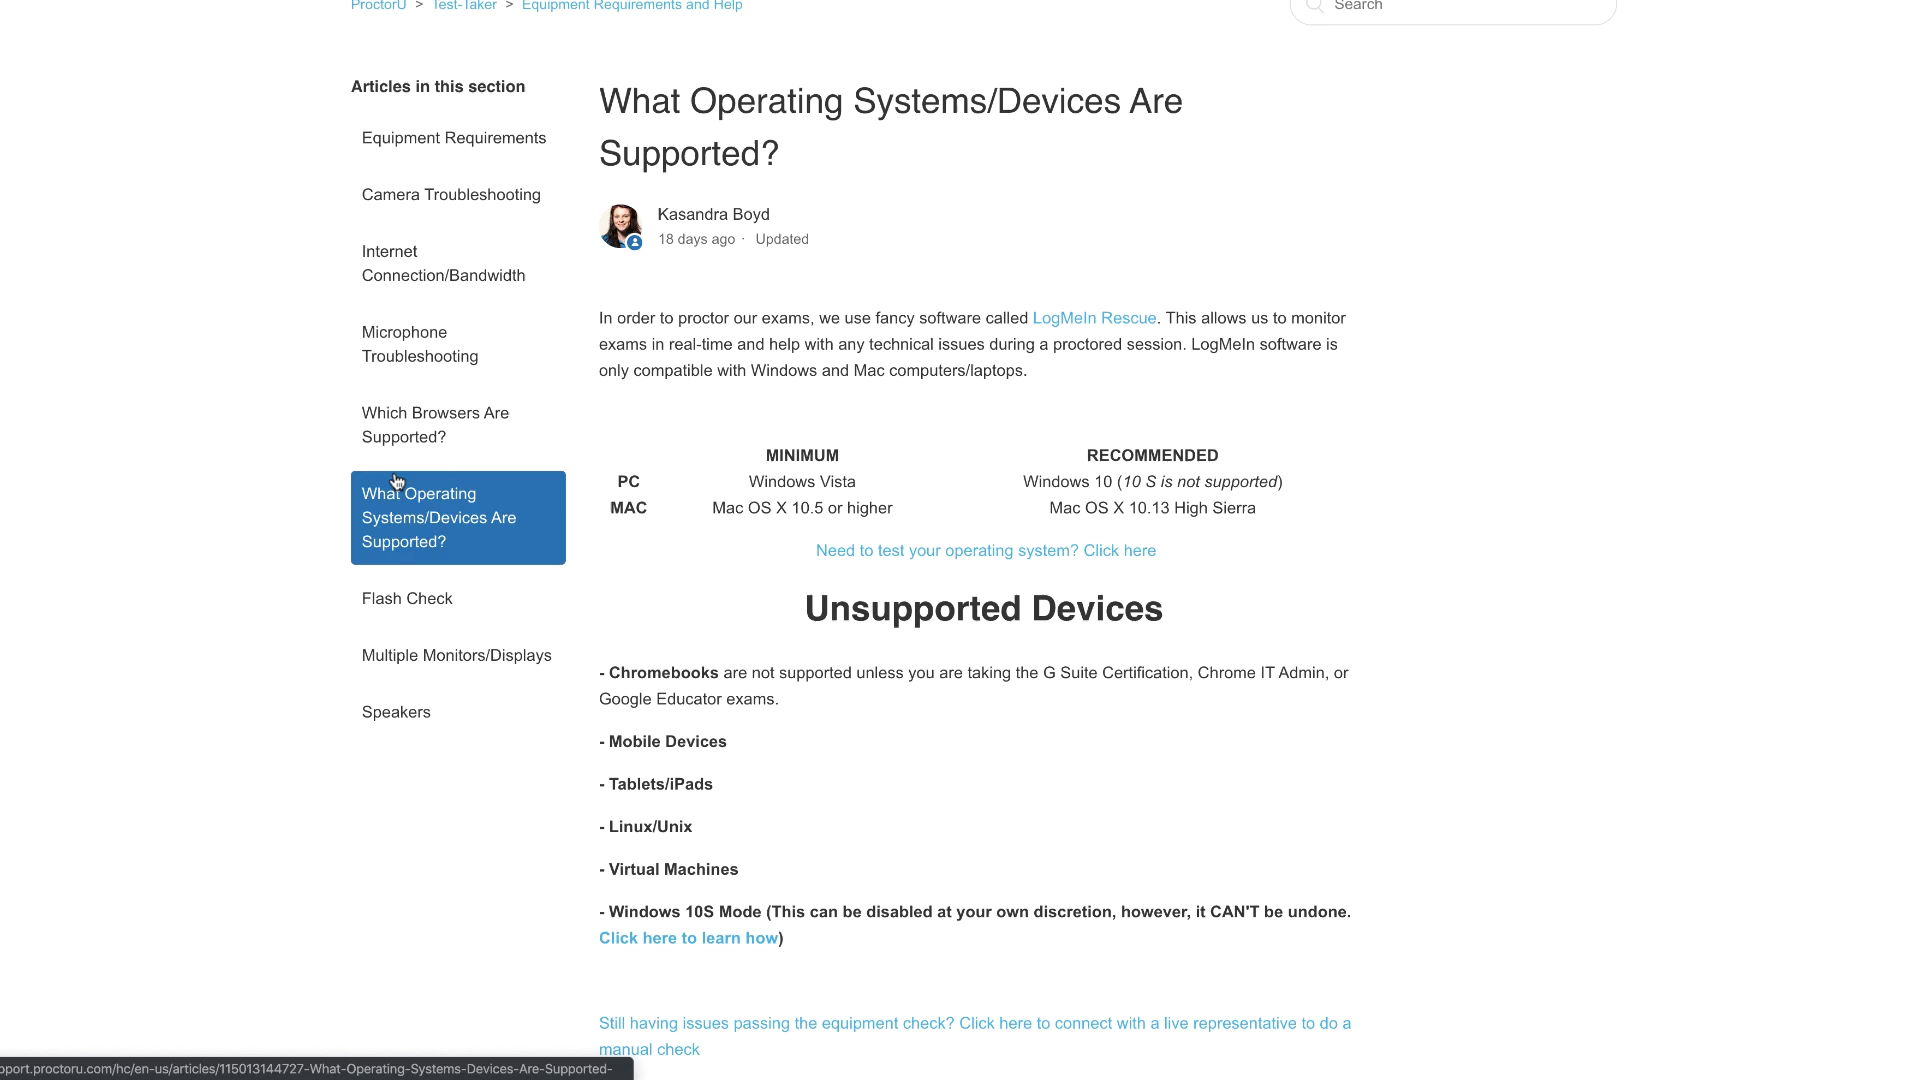 ProctorU > Test-Taker > Equipment Requirements and Help
Search
Articles in this section
Equipment Requirements
Camera Troubleshooting
Internet
Connection/Bandwidth
Microphone
Troubleshooting
Which Browsers Are
Supported?
What Operating
Systems/Devices Are
Supported?
Flash Check
Multiple Monitors/Displays
Speakers
What Operating Systems/Devices Are
Supported?
Kasandra Boyd
18 days ago · Updated
In order to proctor our exams, we use fancy software called LogMeIn Rescue. This allows us to monitor
exams in real-time and help with any technical issues during a proctored session. LogMeIn software is
only compatible with Windows and Mac computers/laptops.
MINIMUM RECOMMENDED
PC Windows Vista Windows 10 (10 S is not supported)
MAC Mac OS X 10.5 or higher Mac OS X 10.13 High Sierra
Need to test your operating system? Click here
Unsupported Devices
- Chromebooks are not supported unless you are taking the G Suite Certification, Chrome IT Admin, or
Google Educator exams.
- Mobile Devices
- Tablets/iPads
- Linux/Unix
- Virtual Machines
- Windows 10S Mode (This can be disabled at your own discretion, however, it CAN'T be undone.
Click here to learn how)
Still having issues passing the equipment check? Click here to connect with a live representative to do a
manual check
pport.proctoru.com/hc/en-us/articles/115013144727-What-Operating-Systems-Devices-Are-Supported-